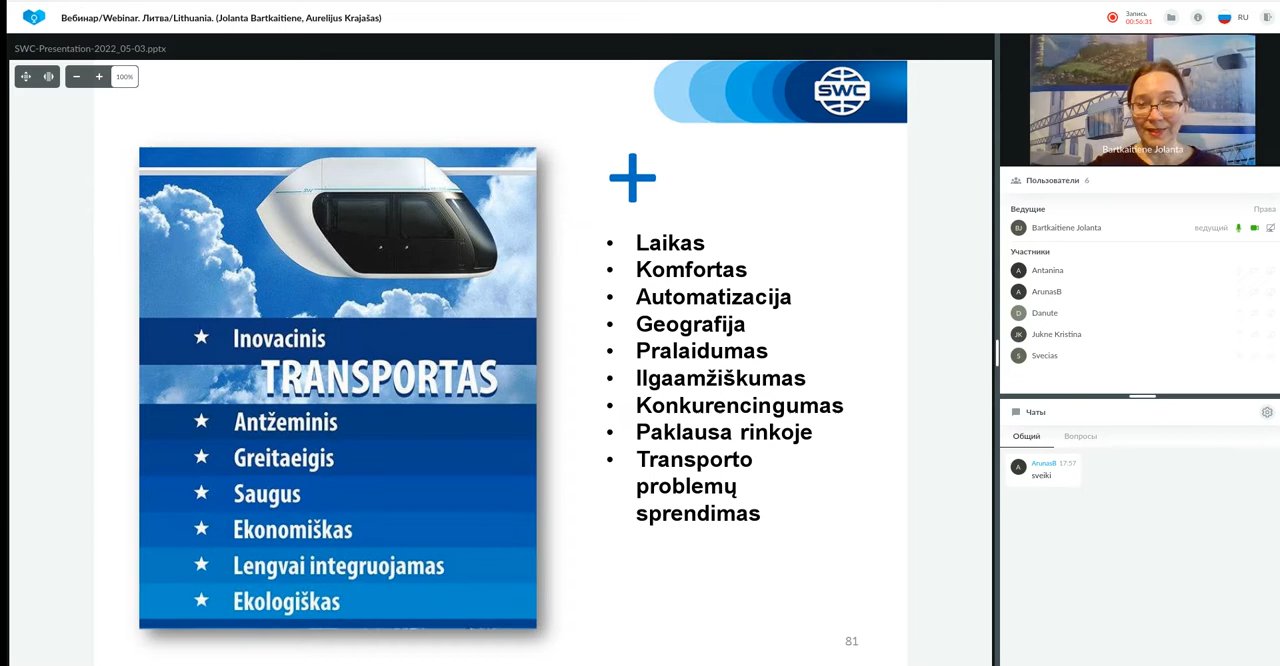 Вебинар/Webinar. Литва/Lithuania. (Jolanta Bartkaitiene, Aurelijus Krajašas)
Запись
00:56:31
RU
SWC-Presentation-2022_05-03.pptx
100%
SWC
Inovacinis
TRANSPORTAS
Antžeminis
Greitaeigis
Saugus
Ekonomiškas
Lengvai integruojamas
Ekologiškas
+
• Laikas
• Komfortas
• Automatizacija
• Geografija
• Pralaidumas
• Ilgaamžiškumas
• Konkurencingumas
• Paklausa rinkoje
• Transporto
problemų
sprendimas
81
Bartkaitiene Jolanta
Пользователи 6
Ведущие Права
BJ Bartkaitiene Jolanta ведущий
Участники
A Antanina
A ArunasB
D Danute
JK Jukne Kristina
S Svecias
Чаты
Общий Вопросы
A ArunasB 17:57
sveiki